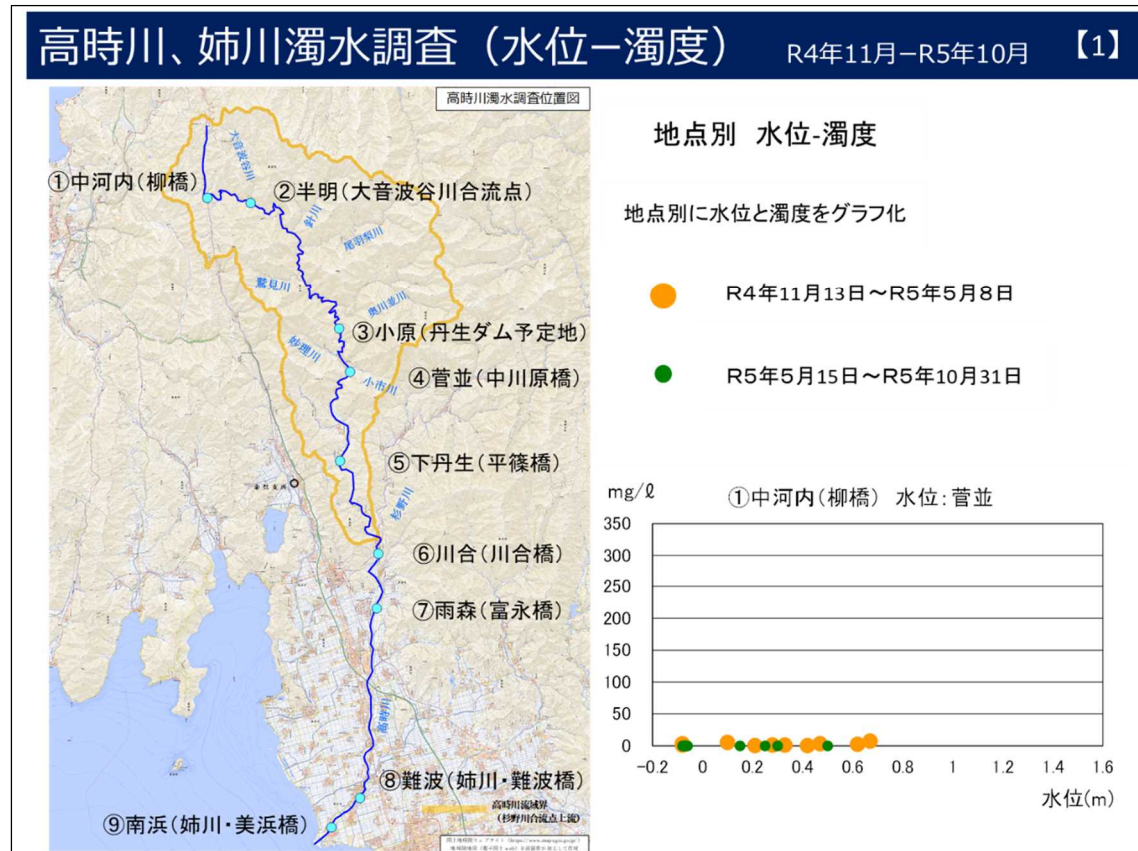 高時川、姉川濁水調査（水位−濁度） R4年11月−R5年10月 【1】
高時川濁水調査位置図
大音波谷川
①中河内（柳橋）
②半明（大音波谷川合流点）
針川
尾羽梨川
鷲見川
奥川並川
③小原（丹生ダム予定地）
妙理川
④菅並（中川原橋）
小市川
⑤下丹生（平篠橋）
杉野川
⑥川合（川合橋）
⑦雨森（富永橋）
高時川
⑧難波（姉川・難波橋）
高時川流域界
（杉野川合流点上流）
⑨南浜（姉川・美浜橋）
地点別 水位-濁度
地点別に水位と濁度をグラフ化
R4年11月13日～R5年5月8日
R5年5月15日～R5年10月31日
mg/ℓ
①中河内（柳橋） 水位：菅並
350
300
250
200
150
100
50
0
-0.2 0 0.2 0.4 0.6 0.8 1 1.2 1.4 1.6
水位(m)